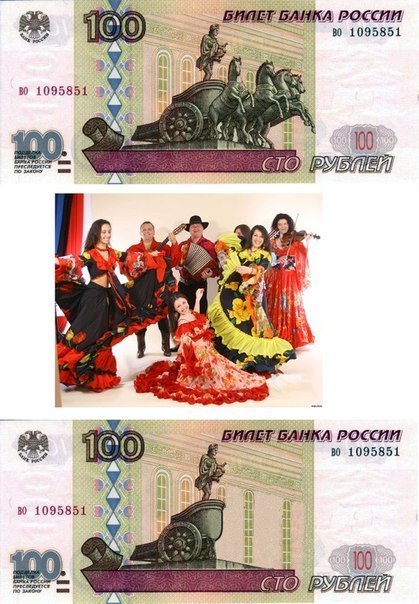 100
БИЛЕТ БАНКА РОССИИ
во 1095851
БАНК РОССИИ
во 1095851
100
ПОДДЕЛКА
БИЛЕТОВ
БАНКА РОССИИ
ПРЕСЛЕДУЕТСЯ
ПО ЗАКОНУ
100
СТО РУБЛЕЙ
100
БИЛЕТ БАНКА РОССИИ
во 1095851
БАНК РОССИИ
во 1095851
100
ПОДДЕЛКА
БИЛЕТОВ
БАНКА РОССИИ
ПРЕСЛЕДУЕТСЯ
ПО ЗАКОНУ
100
СТО РУБЛЕЙ